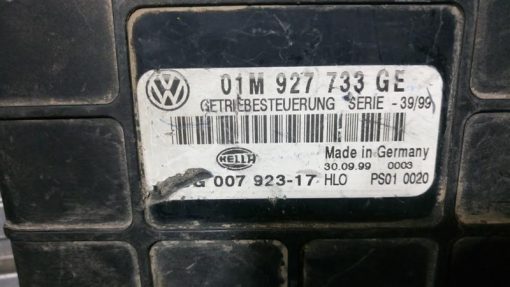 01M 927 733 GE
GETRIEBESTEUERUNG SERIE - 39/99
HELLA
Made in Germany
30.09.99 0003
G 007 923-17 HLO PS01 0020